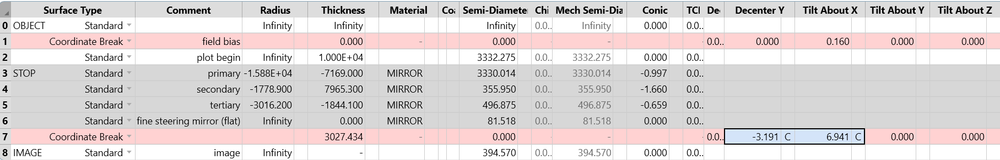 Surface Type Comment Radius Thickness Material Coa Semi-Diamete Chi Mech Semi-Dia Conic TCI De Decenter Y Tilt About X Tilt About Y Tilt About Z
0 OBJECT Standard Infinity Infinity Infinity 0.0.. Infinity 0.000 0.0..
1 Coordinate Break field bias 0.000 - 0.000 - - - 0.0.. 0.000 0.160 0.000 0.000
2 Standard plot begin Infinity 1.000E+04 3332.275 0.0.. 3332.275 0.000 0.0..
3 STOP Standard primary -1.588E+04 -7169.000 MIRROR 3330.014 0.0.. 3330.014 -0.997 0.0..
4 Standard secondary -1778.900 7965.300 MIRROR 355.950 0.0.. 355.950 -1.660 0.0..
5 Standard tertiary -3016.200 -1844.100 MIRROR 496.875 0.0.. 496.875 -0.659 0.0..
6 Standard fine steering mirror (flat) Infinity 0.000 MIRROR 81.518 0.0.. 81.518 0.000 0.0..
7 Coordinate Break 3027.434 - 0.000 - - - 0.0.. -3.191 C 6.941 C 0.000 0.000
8 IMAGE Standard image Infinity - 394.570 0.0.. 394.570 0.000 0.0..